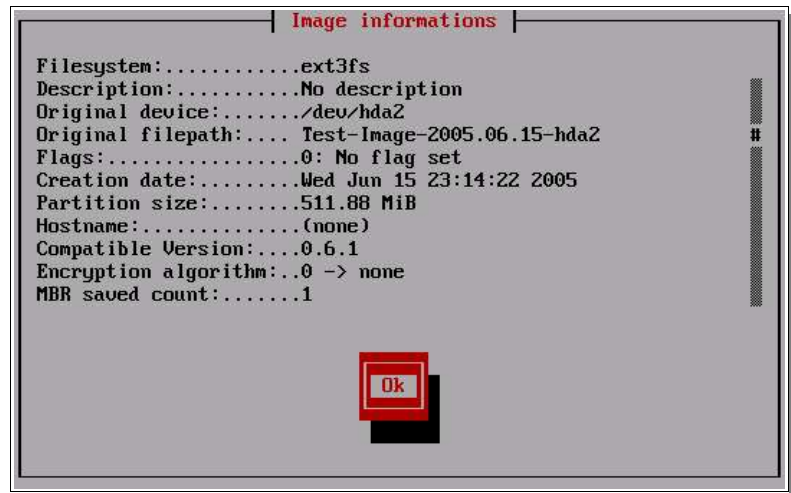 Image informations
Filesystem:............ext3fs
Description:...........No description
Original device:.......​/dev/hda2
Original filepath:.... Test-Image-2005.06.15-hda2
#
Flags:.................0: No flag set
Creation date:.........Wed Jun 15 23:14:22 2005
Partition size:........511.88 MiB
Hostname:..............(none)
Compatible Version:....0.6.1
Encryption algorithm:..0 -> none
MBR saved count:.......1
Ok